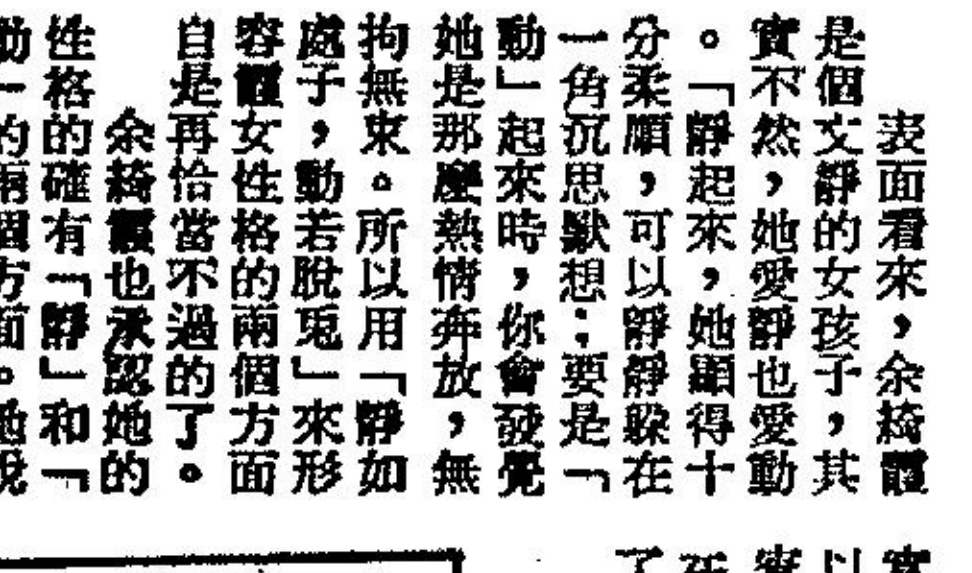 表面看來，余綺霞
是個文靜的女孩子，其
實不然，她愛靜也愛動
。「靜起來，她顯得十
分柔順，可以靜靜躲在
一角沉思默想；要是「
動」起來時，你會發覺
她是那麼熱情奔放，無
拘無束。所以用「靜如
處子，動若脫兎」來形
容霞女性格的兩個方面
自是再恰當不過的了。
余綺霞也承認她的
性格的確有「靜」和「
動」的兩個方面。她說